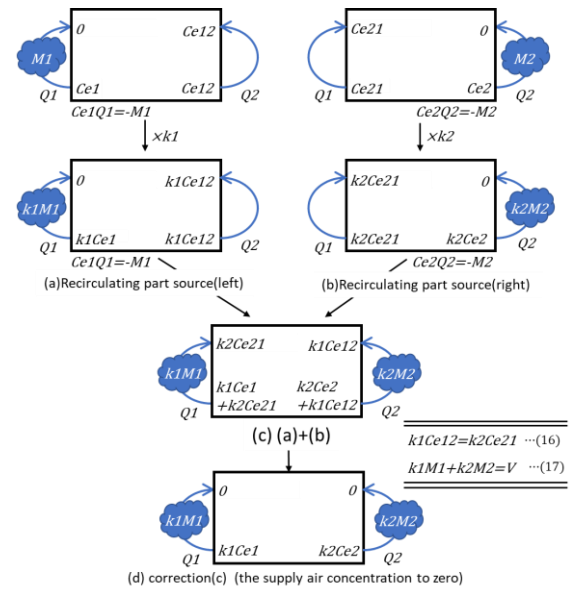 0 Ce12 Ce21
M1 M2
Ce1 Ce12 Ce21 Ce2
Q1 Q2 Q1 Q2
Ce1Q1=-M1 Ce2Q2=-M2
×k1 ×k2
0 k1Ce12 k2Ce21 0
k1M1 k2M2
k1Ce1 k1Ce12 k2Ce21 k2Ce2
Q1 Q2 Q1 Q2
Ce1Q1=-M1 Ce2Q2=-M2
(a)Recirculating part source(left) (b)Recirculating part source(right)
k2Ce21 k1Ce12
k1M1 k2M2
k1Ce1 k2Ce2
+k2Ce21 +k1Ce12
Q1 Q2
(c) (a)+(b)
k1Ce12=k2Ce21 ···(16)
k1M1+k2M2=V ···(17)
0 0
k1M1 k2M2
k1Ce1 k2Ce2
Q1 Q2
(d) correction(c) (the supply air concentration to zero)